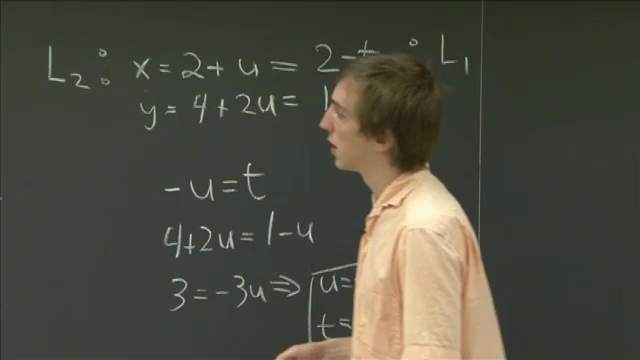 L₂: x = 2 + u = 2 - t : L₁
y = 4 + 2u = 1
-u = t
4 + 2u = 1 - u
3 = -3u ⇒ u =
t =